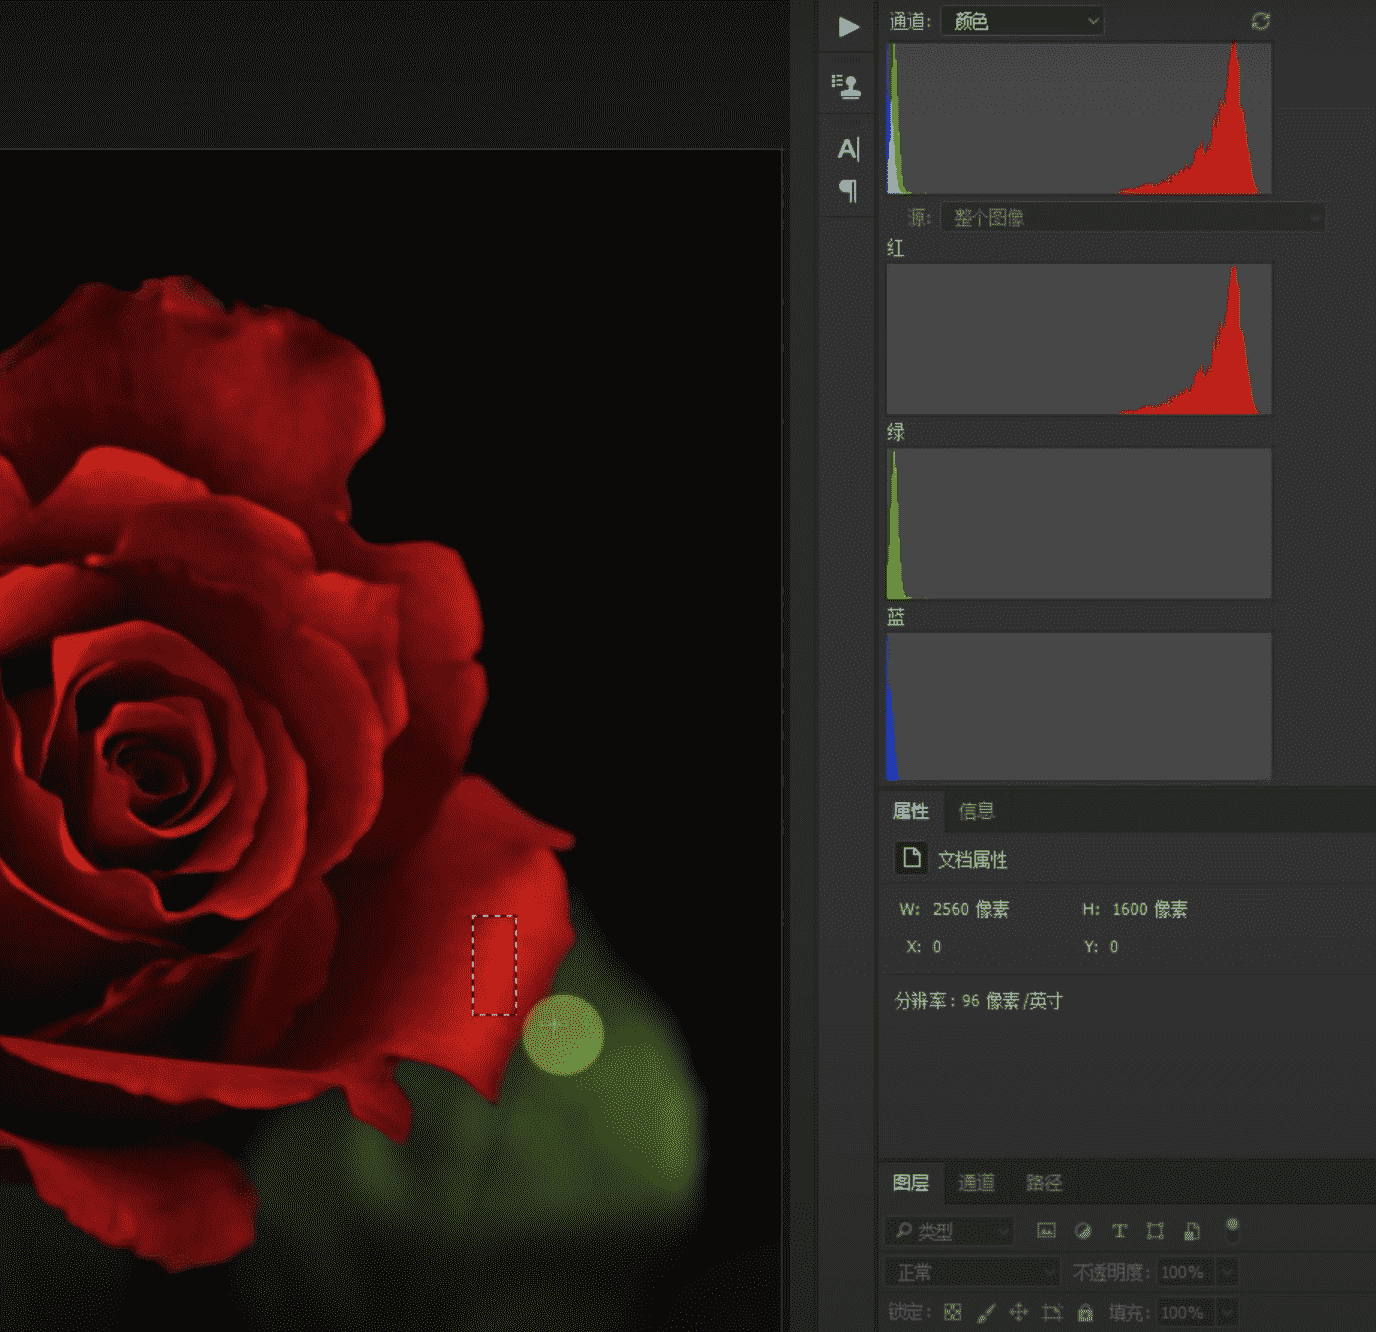 通道: 颜色
A|
源: 整个图像
红
绿
蓝
属性 信息
文档属性
W: 2560 像素 H: 1600 像素
X: 0 Y: 0
分辨率: 96 像素/英寸
图层 通道 路径
类型 T
正常 不透明度: 100%
锁定: 填充: 100%